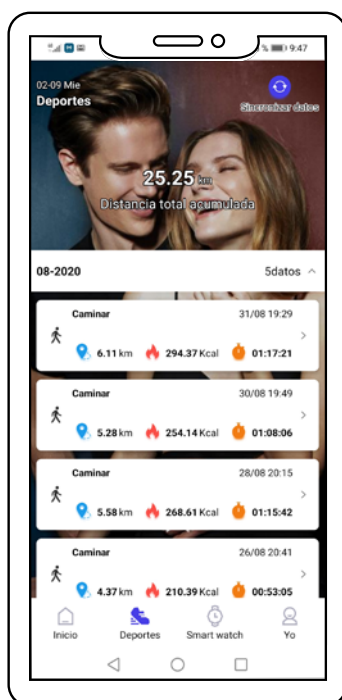 % 9:47
02-09 Mie
Deportes
Sincronizar datos
25.25 km
Distancia total acumulada
08-2020 5datos
Caminar 31/08 19:29
6.11 km 294.37 Kcal 01:17:21
Caminar 30/08 19:49
5.28 km 254.14 Kcal 01:08:06
Caminar 28/08 20:15
5.58 km 268.61 Kcal 01:15:42
Caminar 26/08 20:41
4.37 km 210.39 Kcal 00:53:05
Inicio Deportes Smart watch Yo